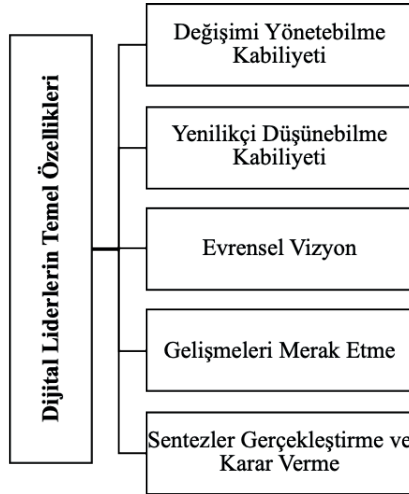 Dijital Liderlerin Temel Özellikleri
Değişimi Yönetebilme
Kabiliyeti
Yenilikçi Düşünebilme
Kabiliyeti
Evrensel Vizyon
Gelişmeleri Merak Etme
Sentezler Gerçekleştirme ve
Karar Verme